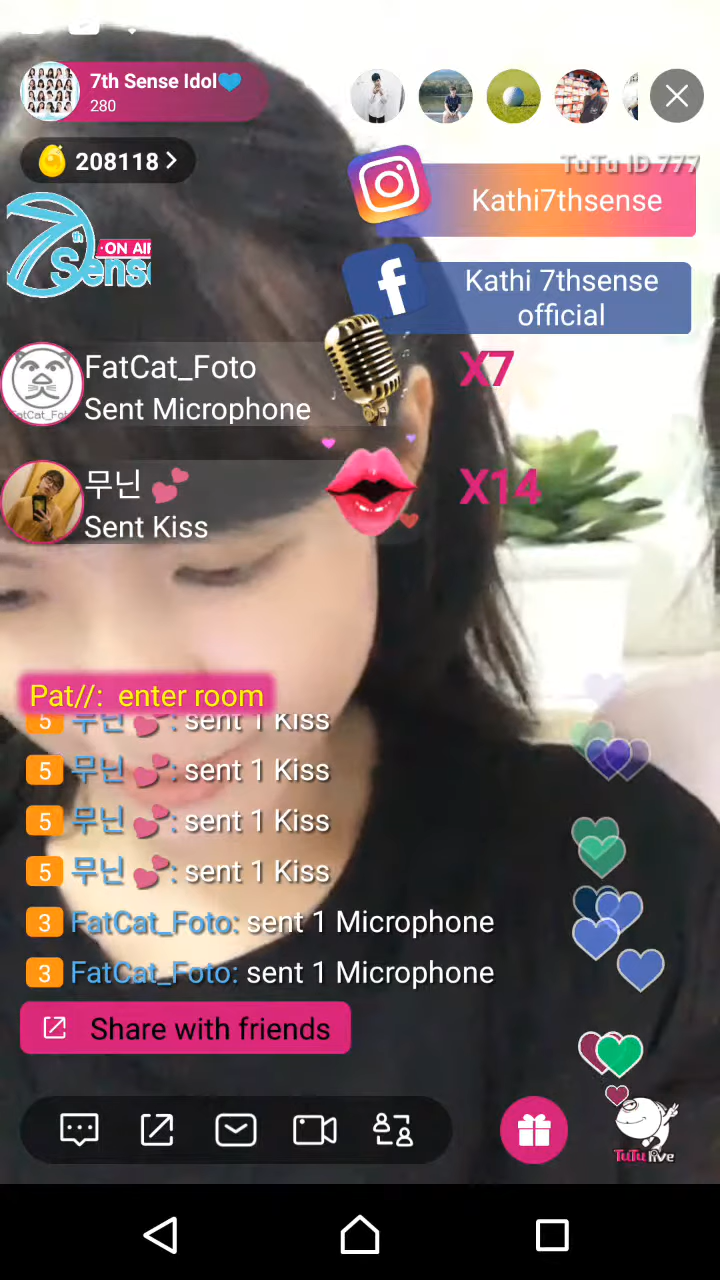 7th Sense Idol💙
280
208118
TuTu ID 777
Kathi7thsense
7th
Sense
·ON AIR
Kathi 7thsense
official
FatCat_Foto
Sent Microphone
X7
FatCat_Foto
무닌 💕
Sent Kiss
X14
Pat//: enter room
5 무닌 💕: sent 1 Kiss
5 무닌 💕: sent 1 Kiss
5 무닌 💕: sent 1 Kiss
5 무닌 💕: sent 1 Kiss
3 FatCat_Foto: sent 1 Microphone
3 FatCat_Foto: sent 1 Microphone
Share with friends
TuTu live